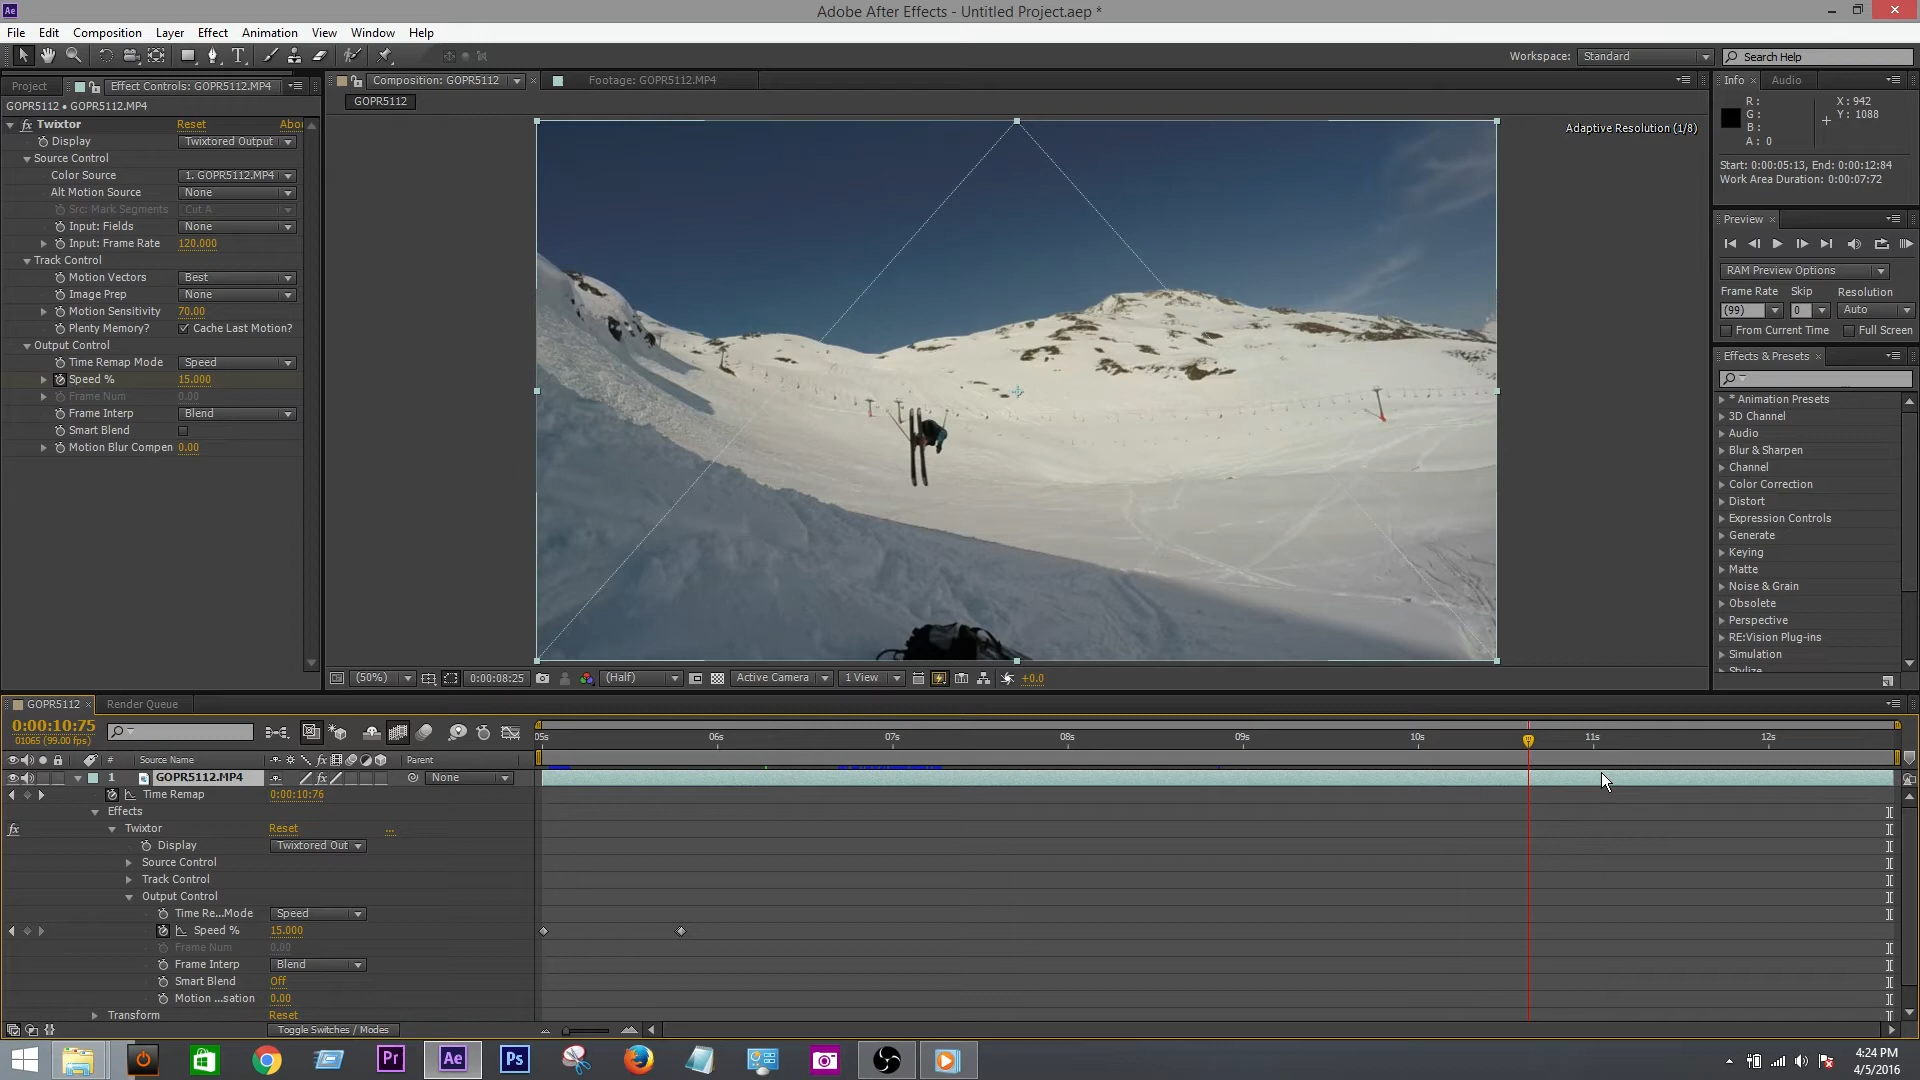 Ae
Adobe After Effects - Untitled Project.aep *
File Edit Composition Layer Effect Animation View Window Help
Workspace: Standard Search Help
Project Effect Controls: GOPR5112.MP4
GOPR5112 • GOPR5112.MP4
fx Twixtor Reset Abou
Display Twixtored Output
Source Control
Color Source 1. GOPR5112.MP4
Alt Motion Source None
Src: Mark Segments Cut A
Input: Fields None
Input: Frame Rate 120.000
Track Control
Motion Vectors Best
Image Prep None
Motion Sensitivity 70.00
Plenty Memory? Cache Last Motion?
Output Control
Time Remap Mode Speed
Speed % 15.000
Frame Num 0.00
Frame Interp Blend
Smart Blend
Motion Blur Compen 0.00
Composition: GOPR5112 Footage: GOPR5112.MP4
GOPR5112
Adaptive Resolution (1/8)
(50%) 0:00:08:25 (Half) Active Camera 1 View +0.0
Info Audio
R: X: 942
G: Y: 1088
B:
A: 0
Start: 0:00:05:13, End: 0:00:12:84
Work Area Duration: 0:00:07:72
Preview
RAM Preview Options
Frame Rate Skip Resolution
(99) 0 Auto
From Current Time Full Screen
Effects & Presets
* Animation Presets
3D Channel
Audio
Blur & Sharpen
Channel
Color Correction
Distort
Expression Controls
Generate
Keying
Matte
Noise & Grain
Obsolete
Perspective
RE:Vision Plug-ins
Simulation
Stylize
GOPR5112 Render Queue
0:00:10:75
01065 (99.00 fps)
05s 06s 07s 08s 09s 10s 11s 12s
# Source Name fx Parent
1 GOPR5112.MP4 fx None
Time Remap 0:00:10:76
Effects
fx Twixtor Reset ...
Display Twixtored Out
Source Control
Track Control
Output Control
Time Re...Mode Speed
Speed % 15.000
Frame Num 0.00
Frame Interp Blend
Smart Blend Off
Motion ...sation 0.00
Transform Reset
Toggle Switches / Modes
Pr Ae Ps
4:24 PM
4/5/2016